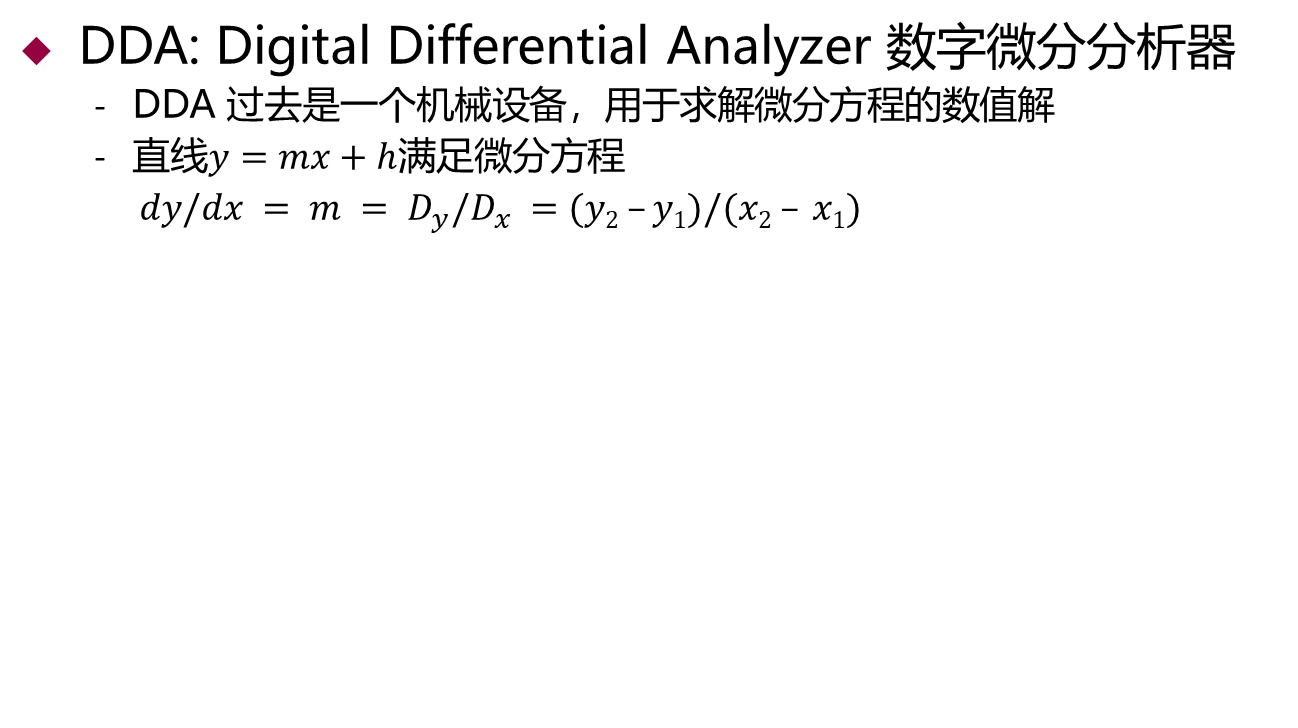 ◆ DDA: Digital Differential Analyzer 数字微分分析器
- DDA 过去是一个机械设备，用于求解微分方程的数值解
- 直线y = mx + h满足微分方程
dy/dx = m = D_y/D_x = (y_2 – y_1)/(x_2 – x_1)